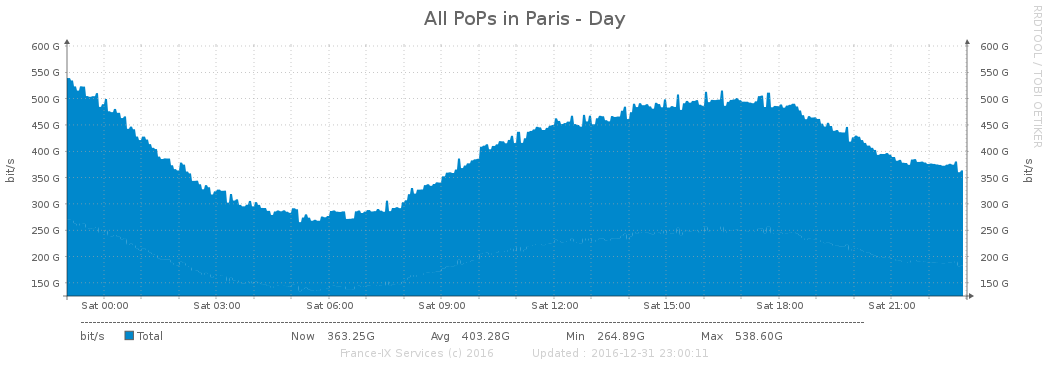 All PoPs in Paris - Day
RRDTOOL / TOBI OETIKER
600 G 600 G
550 G 550 G
500 G 500 G
450 G 450 G
400 G 400 G
350 G 350 G
300 G 300 G
250 G 250 G
200 G 200 G
150 G 150 G
bit/s
bit/s
Sat 00:00 Sat 03:00 Sat 06:00 Sat 09:00 Sat 12:00 Sat 15:00 Sat 18:00 Sat 21:00
bit/s Total Now 363.25G Avg 403.28G Min 264.89G Max 538.60G
France-IX Services (c) 2016 Updated : 2016-12-31 23:00:11